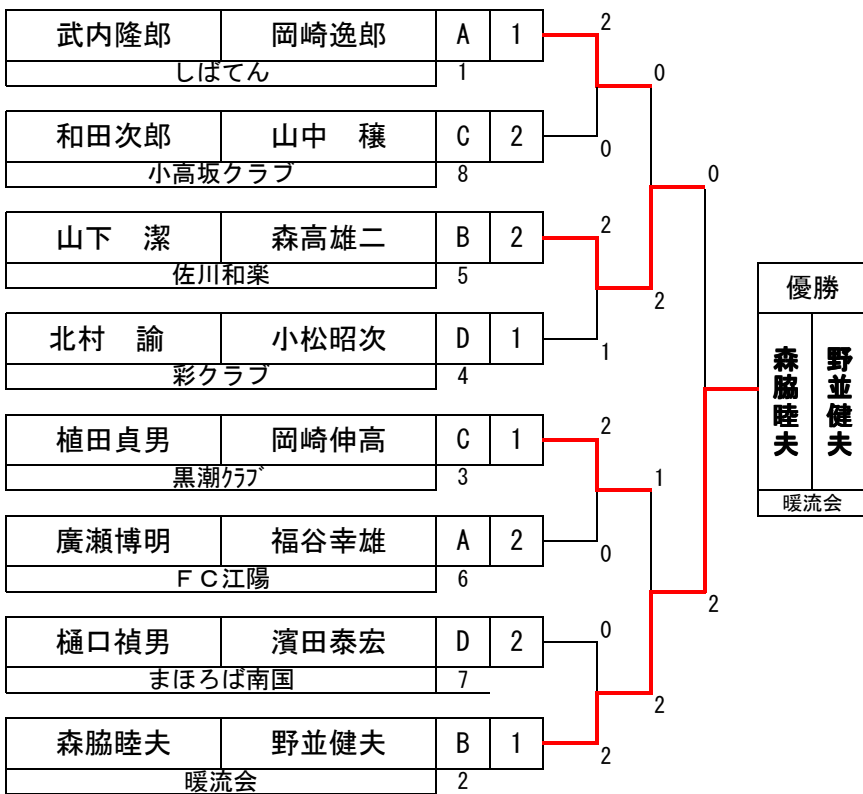 武内隆郎 岡崎逸郎 A 1
しばてん 1
和田次郎 山中 穣 C 2
小高坂クラブ 8
山下 潔 森高雄二 B 2
佐川和楽 5
北村 諭 小松昭次 D 1
彩クラブ 4
植田貞男 岡崎伸高 C 1
黒潮ｸﾗﾌﾞ 3
廣瀬博明 福谷幸雄 A 2
ＦＣ江陽 6
樋口禎男 濱田泰宏 D 2
まほろば南国 7
森脇睦夫 野並健夫 B 1
暖流会 2
2
0
2
1
2
0
0
2
0
2
1
2
0
2
優勝
森脇睦夫
野並健夫
暖流会